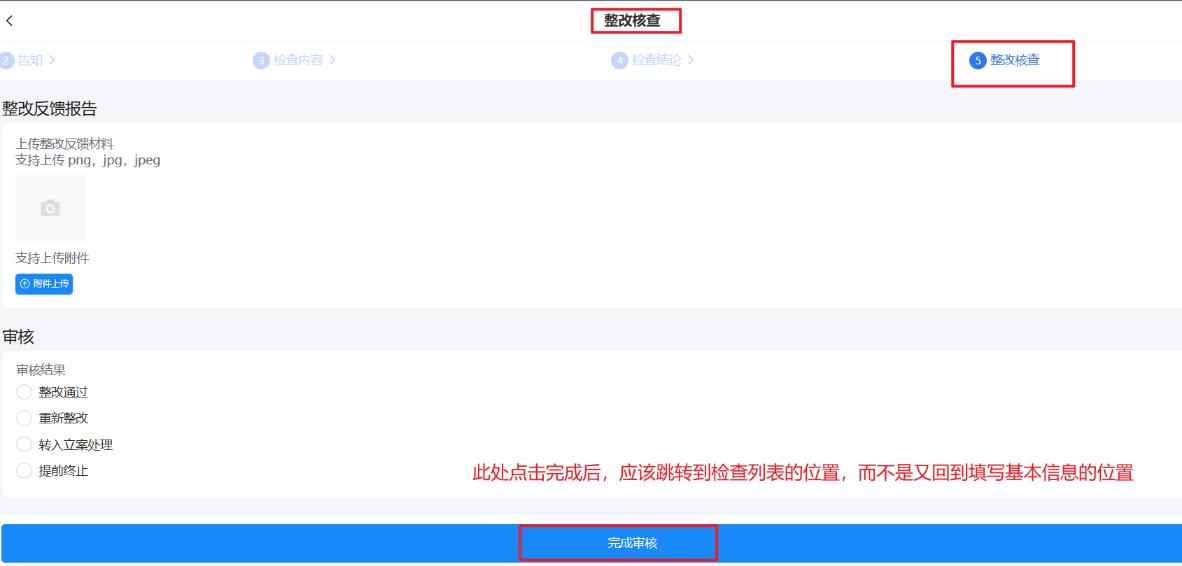 整改核查
2 告知
3 检查内容
4 检查结论
5 整改核查
整改反馈报告
上传整改反馈材料
支持上传 png，jpg，jpeg
支持上传附件
附件上传
审核
审核结果
整改通过
重新整改
转入立案处理
提前终止
此处点击完成后，应该跳转到检查列表的位置，而不是又回到填写基本信息的位置
完成审核